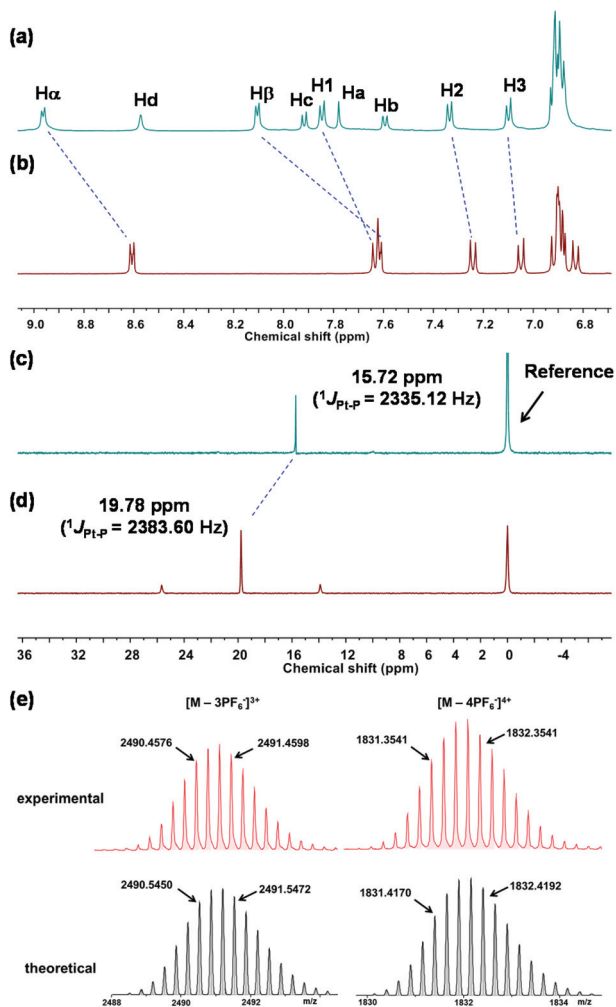 (a)
Hα
Hd
Hβ
Hc
H1
Ha
Hb
H2
H3
(b)
9.0 8.8 8.6 8.4 8.2 8.0 7.8 7.6 7.4 7.2 7.0 6.8
Chemical shift (ppm)
(c)
15.72 ppm
(¹J Pt-P = 2335.12 Hz)
Reference
(d)
19.78 ppm
(¹J Pt-P = 2383.60 Hz)
36 32 28 24 20 16 12 8 4 0 -4
Chemical shift (ppm)
(e)
[M – 3PF₆⁻]³⁺
[M – 4PF₆⁻]⁴⁺
2490.4576
2491.4598
1831.3541
1832.3541
experimental
2490.5450
2491.5472
1831.4170
1832.4192
theoretical
2488 2490 2492 m/z
1830 1832 1834 m/z